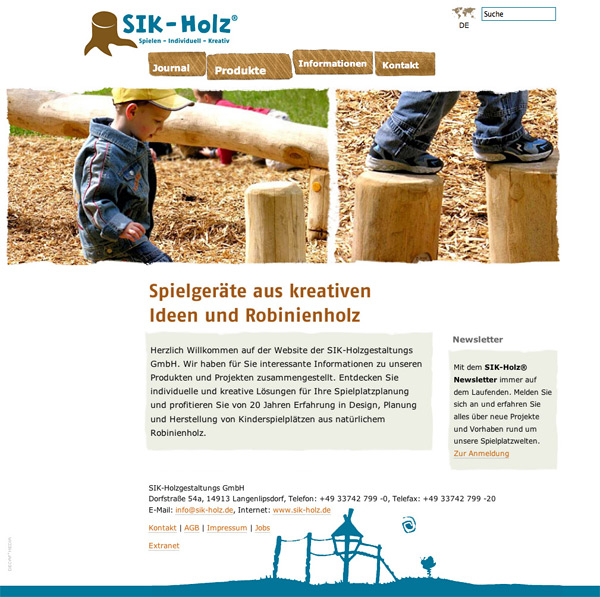 SIK-Holz®
Spielen - Individuell - Kreativ
DE
Suche
Journal
Produkte
Informationen
Kontakt
Spielgeräte aus kreativen
Ideen und Robinienholz
Herzlich Willkommen auf der Website der SIK-Holzgestaltungs
GmbH. Wir haben für Sie interessante Informationen zu unseren
Produkten und Projekten zusammengestellt. Entdecken Sie
individuelle und kreative Lösungen für Ihre Spielplatzplanung
und profitieren Sie von 20 Jahren Erfahrung in Design, Planung
und Herstellung von Kinderspielplätzen aus natürlichem
Robinienholz.
Newsletter
Mit dem SIK-Holz®
Newsletter immer auf
dem Laufenden. Melden Sie
sich an und erfahren Sie
alles über neue Projekte
und Vorhaben rund um
unsere Spielplatzwelten.
Zur Anmeldung
SIK-Holzgestaltungs GmbH
Dorfstraße 54a, 14913 Langenlipsdorf, Telefon: +49 33742 799 -0, Telefax: +49 33742 799 -20
E-Mail: info@sik-holz.de, Internet: www.sik-holz.de
Kontakt | AGB | Impressum | Jobs
Extranet